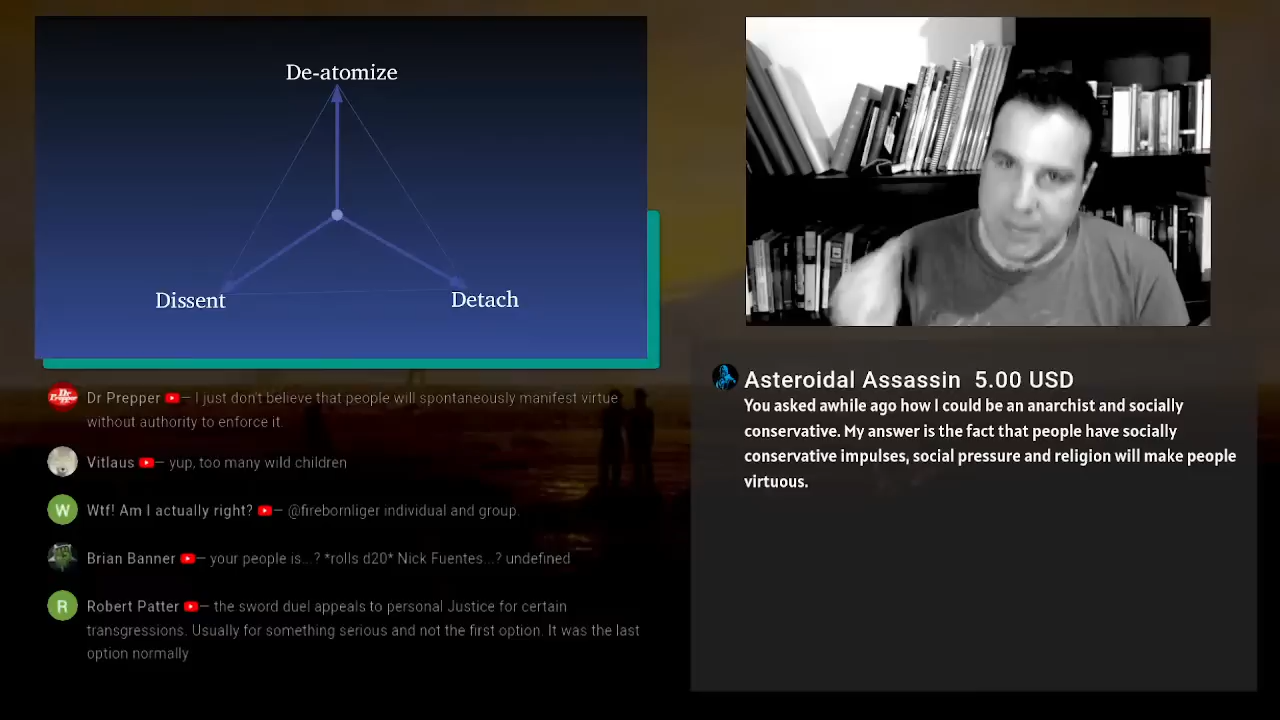 De-atomize
Dissent
Detach
Dr Prepper — I just don't believe that people will spontaneously manifest virtue
without authority to enforce it.
Vitlaus — yup, too many wild children
W
Wtf! Am I actually right? — @firebornliger individual and group.
Brian Banner — your people is...? *rolls d20* Nick Fuentes...? undefined
R
Robert Patter — the sword duel appeals to personal Justice for certain
transgressions. Usually for something serious and not the first option. It was the last
option normally
Asteroidal Assassin 5.00 USD
You asked awhile ago how I could be an anarchist and socially
conservative. My answer is the fact that people have socially
conservative impulses, social pressure and religion will make people
virtuous.